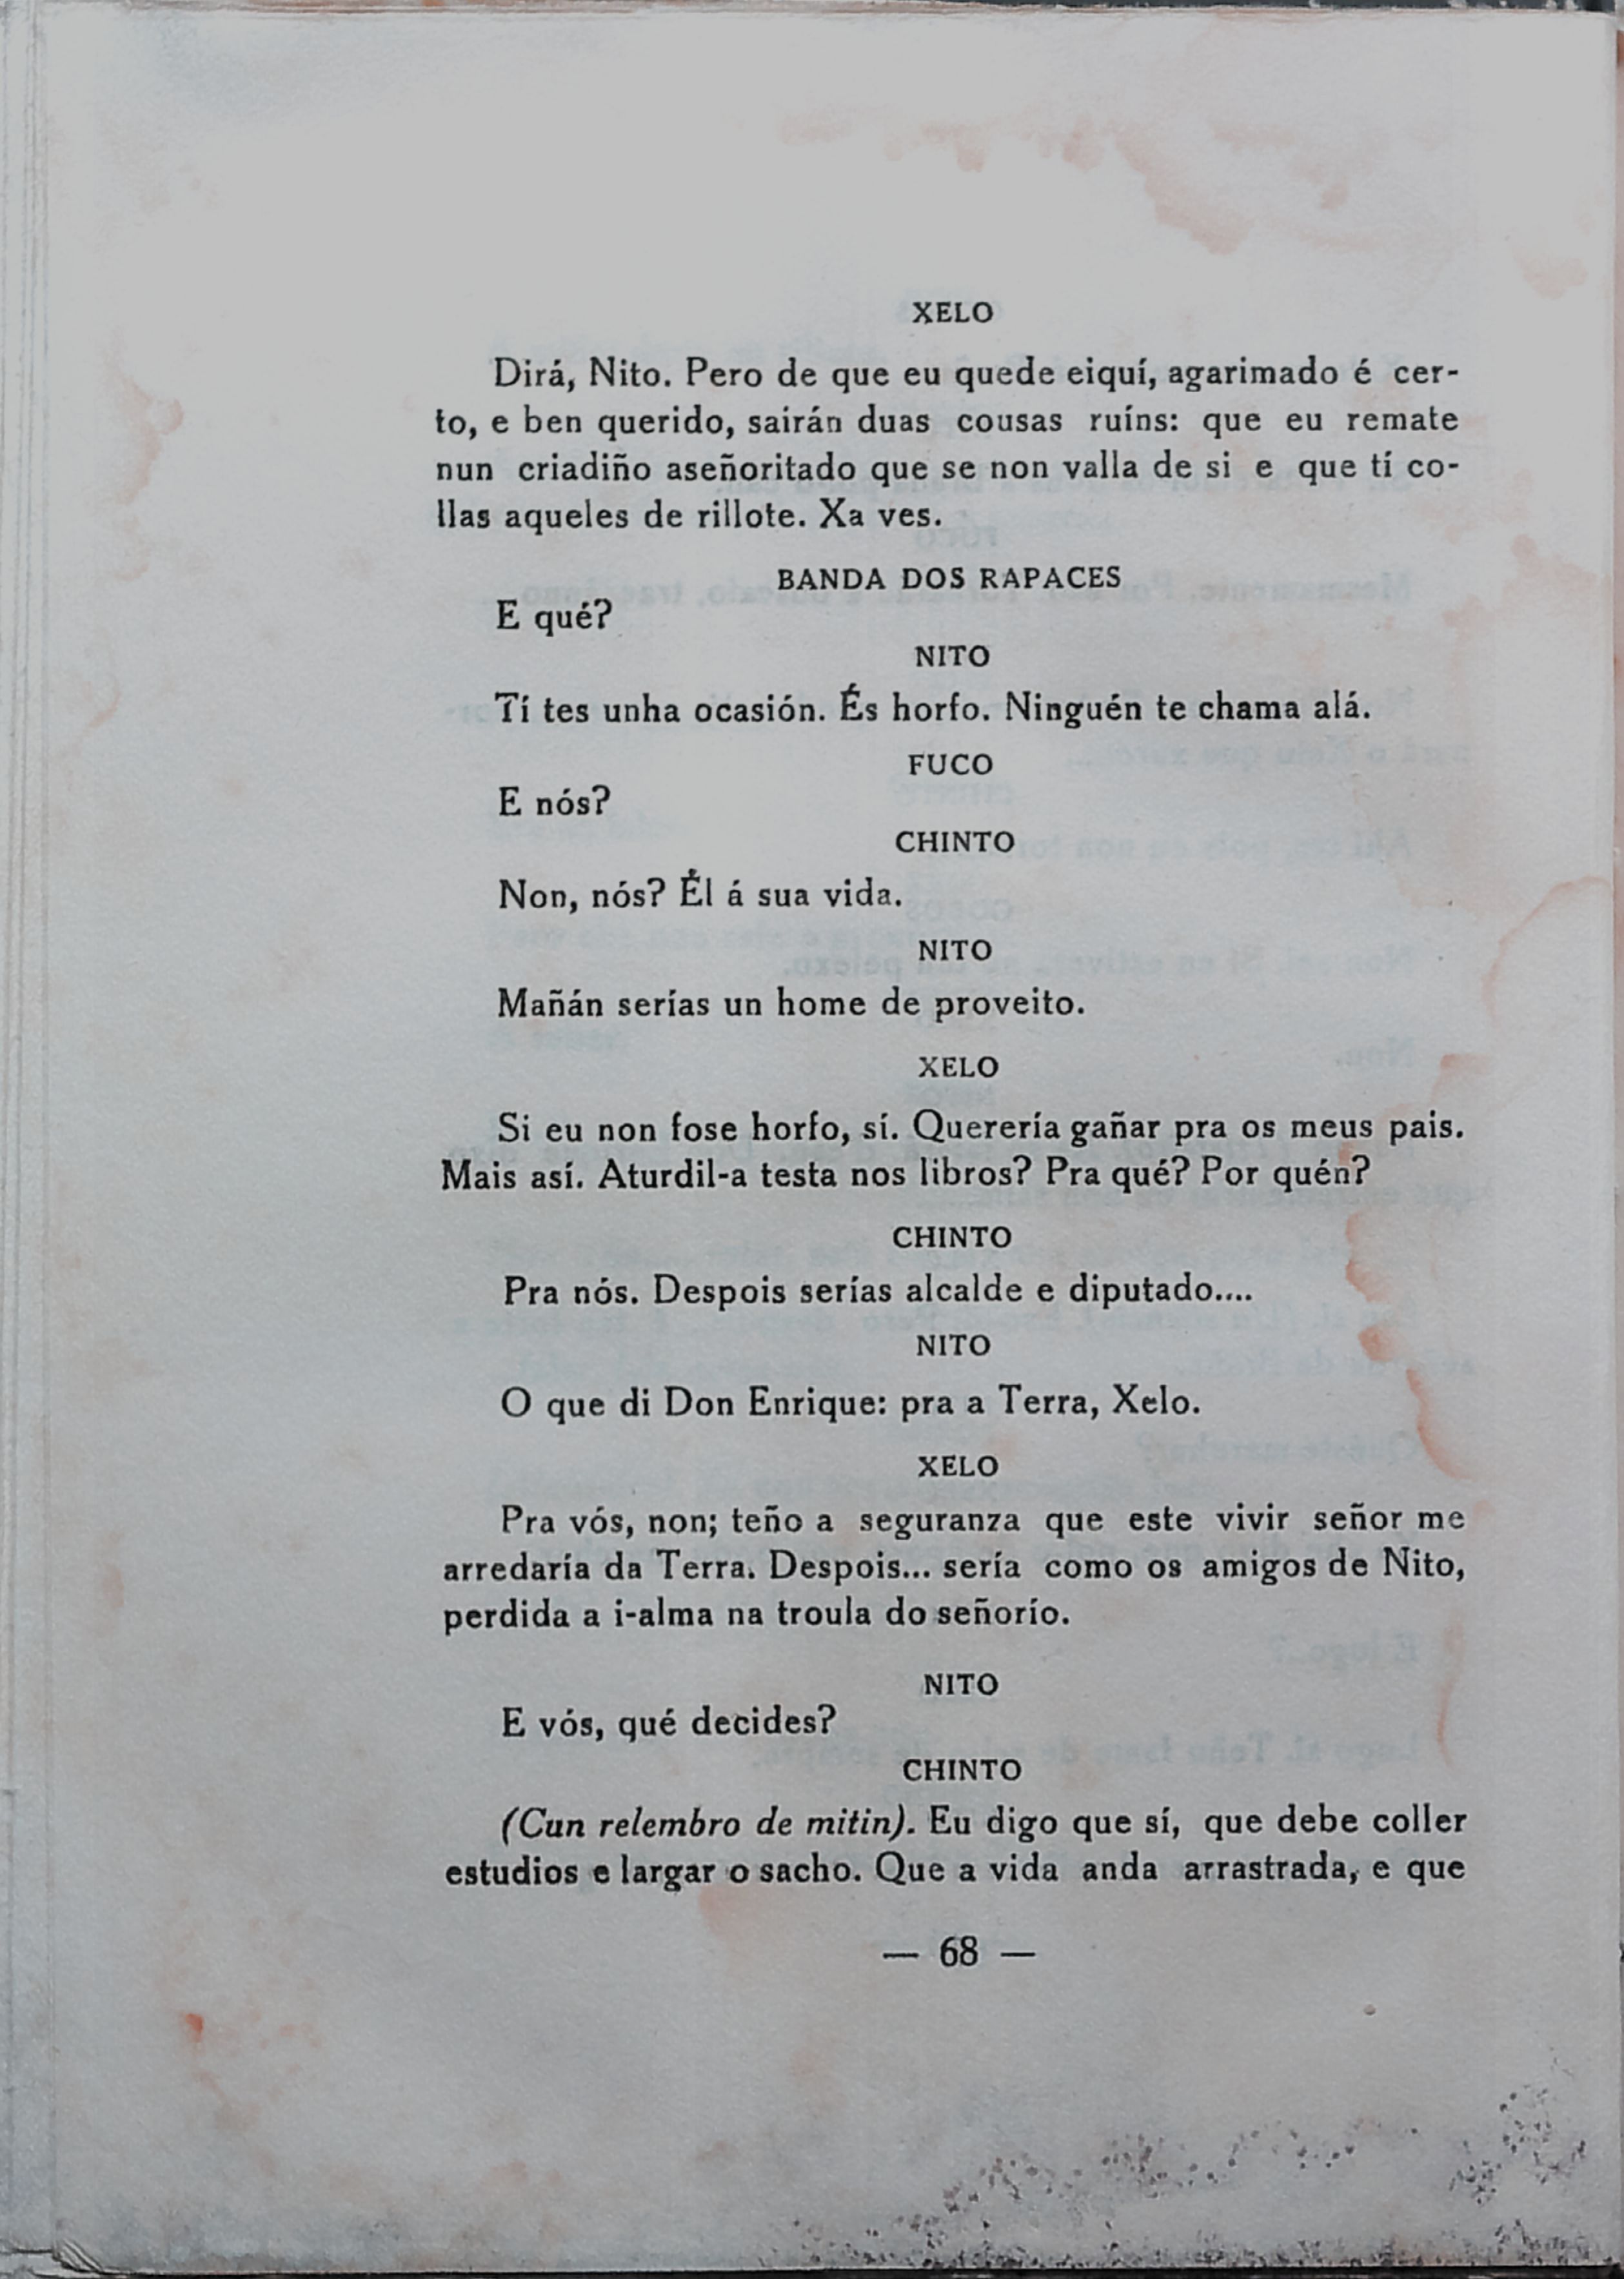 XELO
Dirá, Nito. Pero de que eu quede eiquí, agarimado é cer-
to, e ben querido, sairán duas cousas ruíns: que eu remate
nun criadiño aseñoritado que se non valla de si e que tí co-
llas aqueles de rillote. Xa ves.
BANDA DOS RAPACES
E qué?
NITO
Tí tes unha ocasión. És horfo. Ninguén te chama alá.
FUCO
E nós?
CHINTO
Non, nós? Él á sua vida.
NITO
Mañán serías un home de proveito.
XELO
Si eu non fose horfo, sí. Querería gañar pra os meus pais.
Mais así. Aturdil-a testa nos libros? Pra qué? Por quén?
CHINTO
Pra nós. Despois serías alcalde e diputado....
NITO
O que di Don Enrique: pra a Terra, Xelo.
XELO
Pra vós, non; teño a seguranza que este vivir señor me
arredaría da Terra. Despois... sería como os amigos de Nito,
perdida a i-alma na troula do señorío.
NITO
E vós, qué decides?
CHINTO
(Cun relembro de mitin). Eu digo que sí, que debe coller
estudios e largar o sacho. Que a vida anda arrastrada, e que
— 68 —